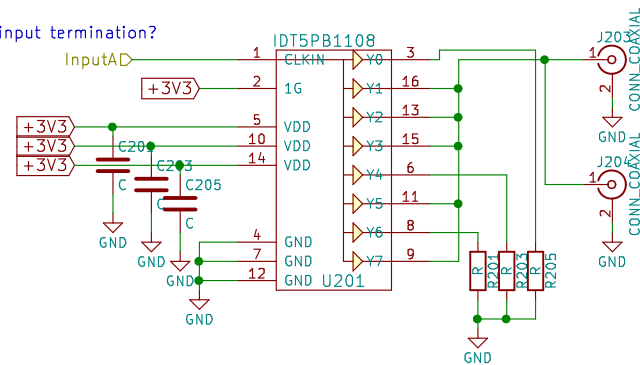 input termination?
InputA
+3V3
+3V3
+3V3
+3V3
IDT5PB1108
1
CLKIN
2
1G
5
VDD
10
VDD
14
VDD
4
GND
7
GND
12
GND
Y0
3
Y1
16
Y2
13
Y3
15
Y4
6
Y5
11
Y6
8
Y7
9
U201
C203
C205
C
C
GND
GND
GND
GND
R
R201
R
R203
R
R205
GND
J203
1
2
CONN_COAXIAL
GND
J204
1
2
CONN_COAXIAL
GND